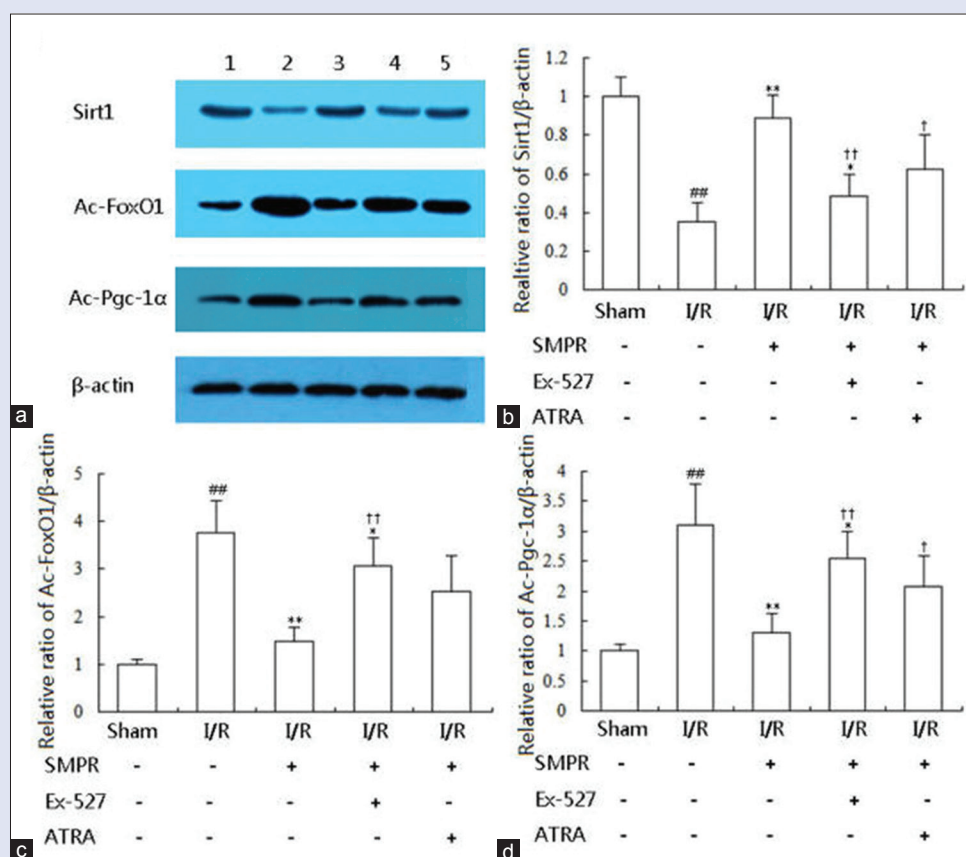 1 2 3 4 5
Sirt1
Ac-FoxO1
Ac-Pgc-1α
β-actin
a
Realtive ratio of Sirt1/β-actin
1.2
1
0.8
0.6
0.4
0.2
0
##
**
††
*
†
Sham I/R I/R I/R I/R
SMPR - - + + +
Ex-527 - - - + -
ATRA - - - - +
b
Relative ratio of Ac-FoxO1/β-actin
5
4
3
2
1
0
##
**
††
*
Sham I/R I/R I/R I/R
SMPR - - + + +
Ex-527 - - - + -
ATRA - - - - +
c
Relative ratio of Ac-Pgc-1α/β-actin
4
3.5
3
2.5
2
1.5
1
0.5
0
##
**
††
*
†
Sham I/R I/R I/R I/R
SMPR - - + + +
Ex-527 - - - + -
ATRA - - - - +
d